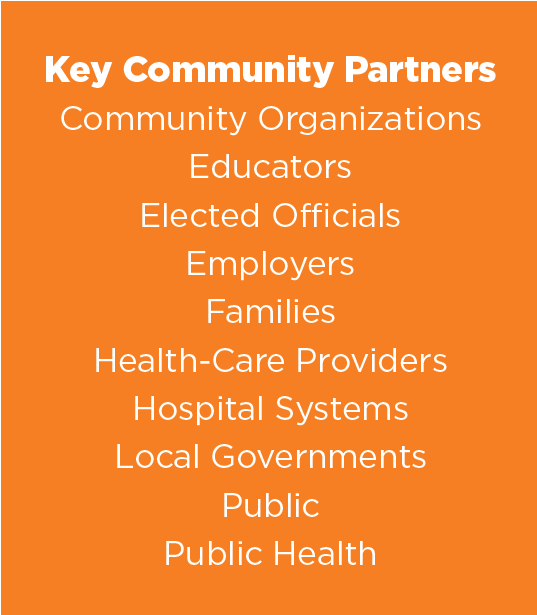 Key Community Partners
Community Organizations
Educators
Elected Officials
Employers
Families
Health-Care Providers
Hospital Systems
Local Governments
Public
Public Health